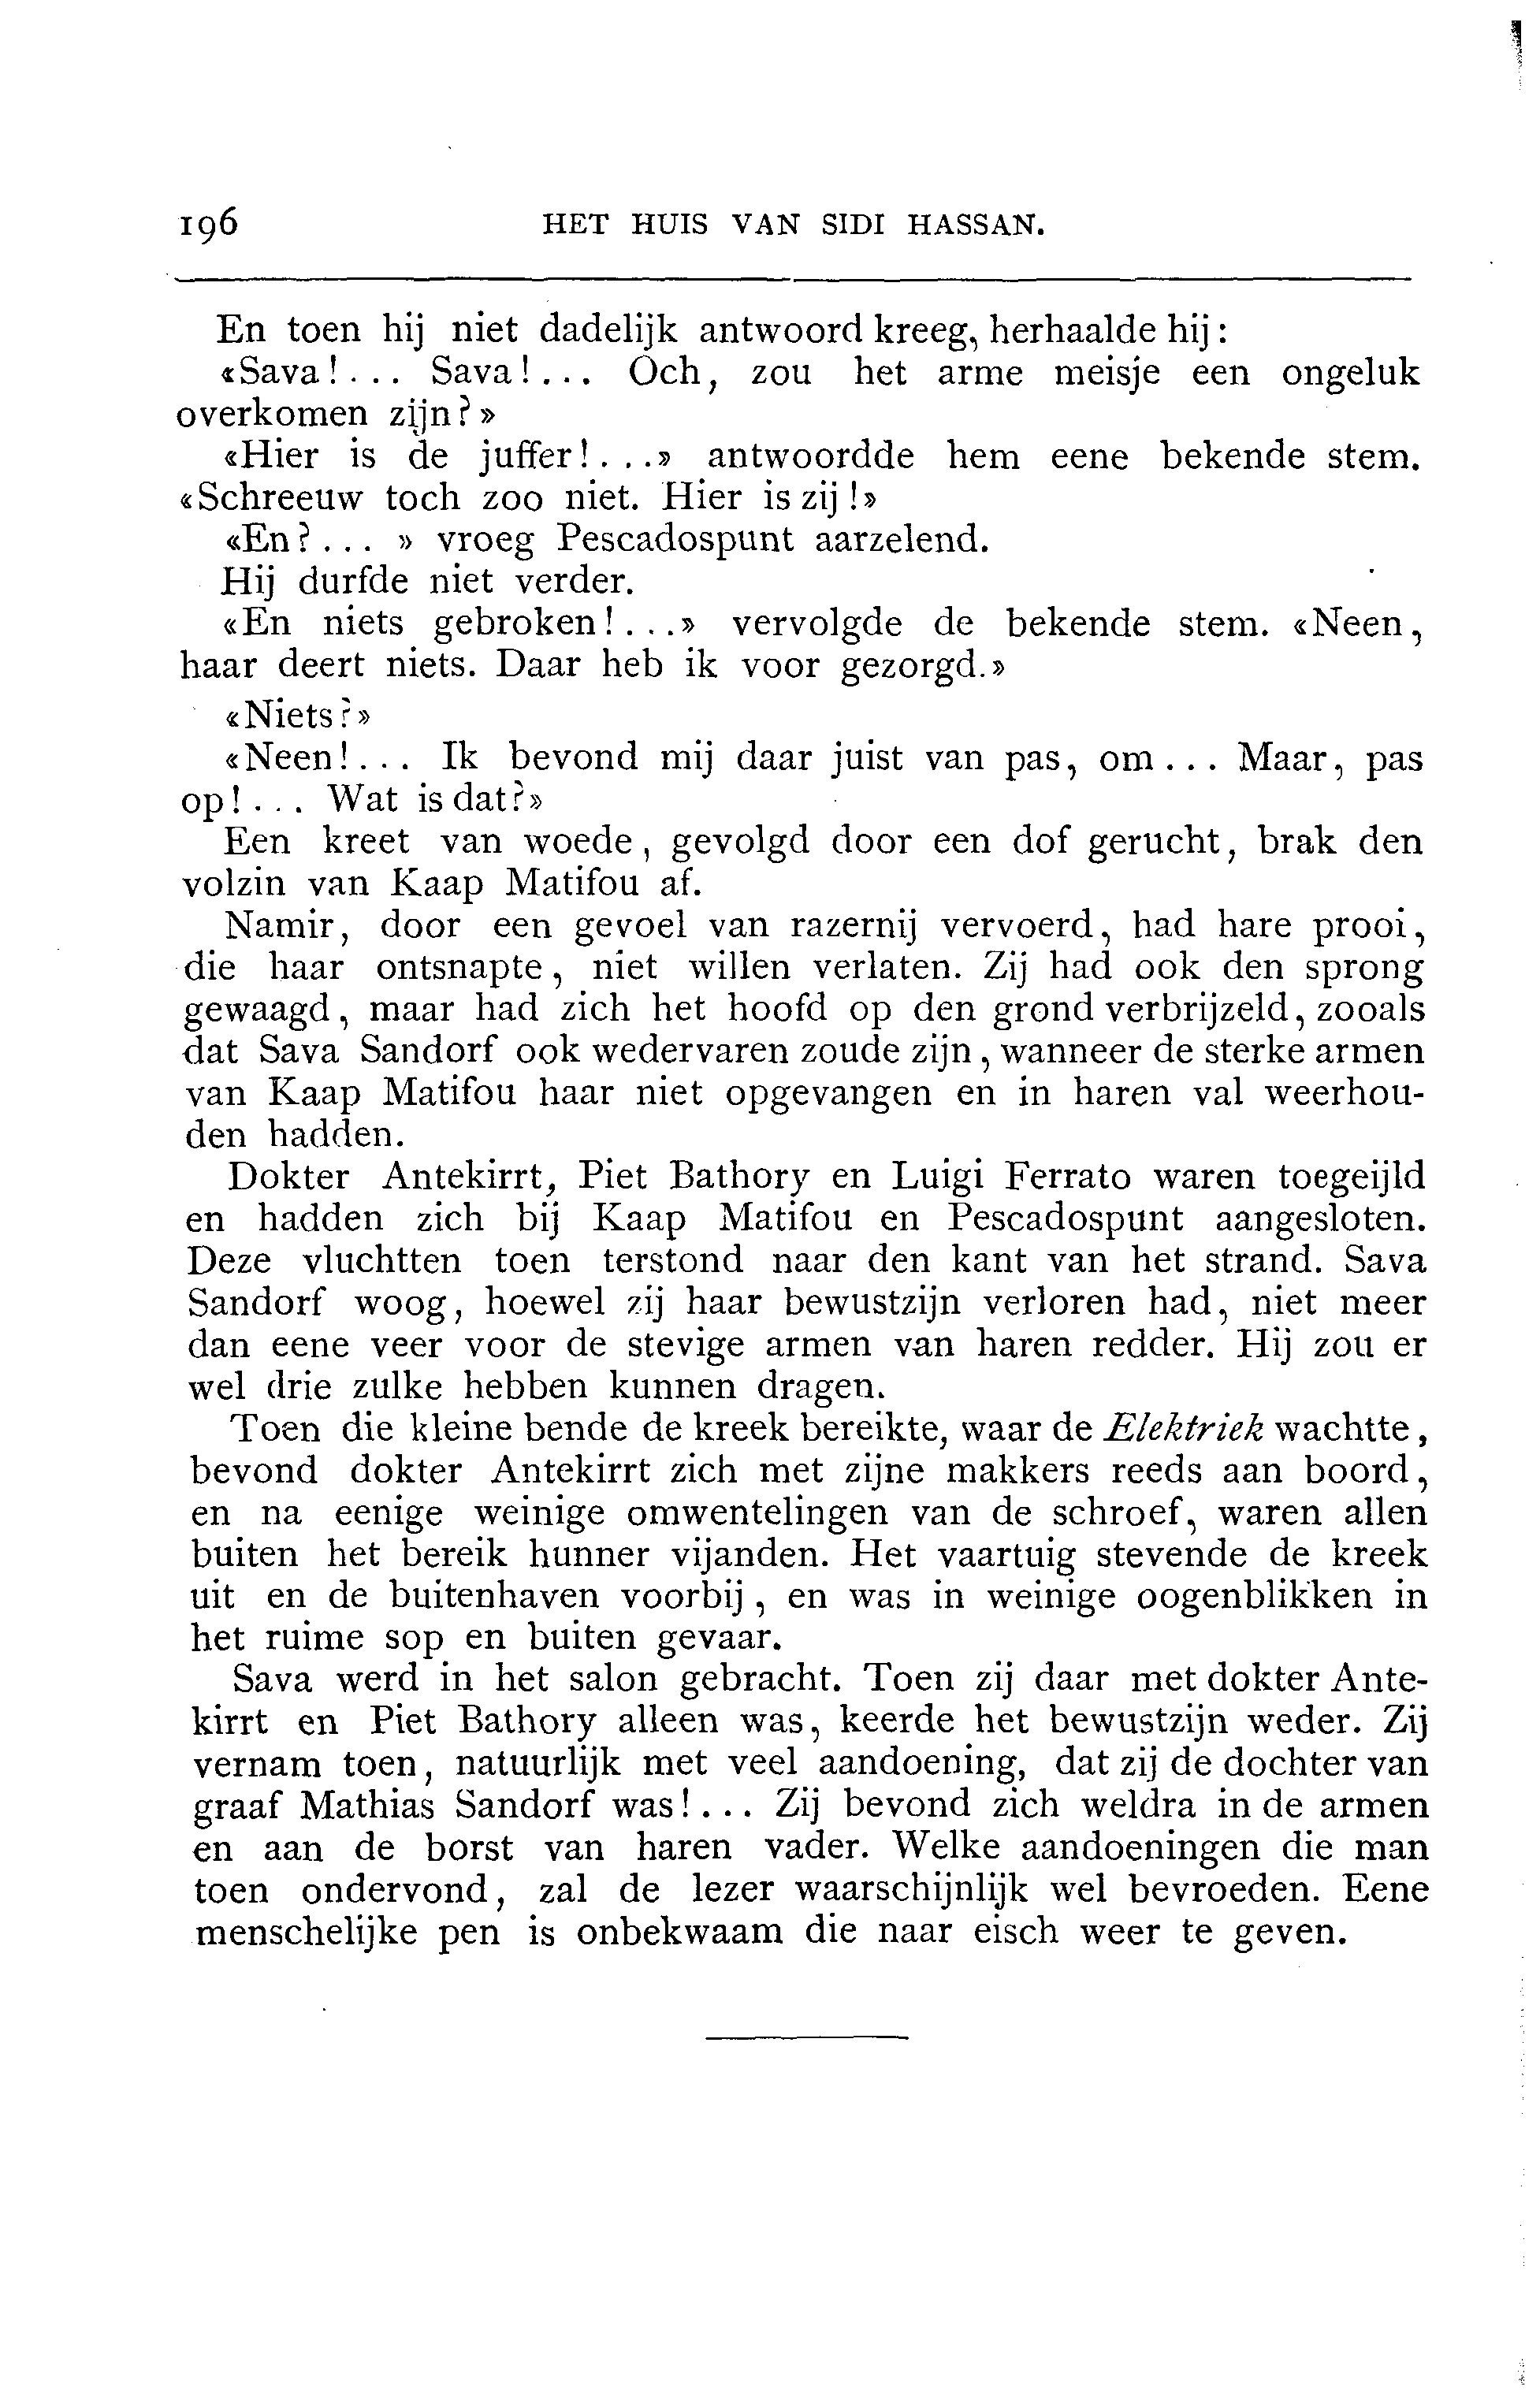 196 HET HUIS VAN SIDI HASSAN.
En toen hij niet dadelijk antwoord kreeg, herhaalde hij:
«Sava!... Sava!... Och, zou het arme meisje een ongeluk
overkomen zijn?»
«Hier is de juffer!...» antwoordde hem eene bekende stem.
«Schreeuw toch zoo niet. Hier is zij!»
«En?... » vroeg Pescadospunt aarzelend.
Hij durfde niet verder.
«En niets gebroken!...» vervolgde de bekende stem. «Neen,
haar deert niets. Daar heb ik voor gezorgd.»
«Niets?»
«Neen!... Ik bevond mij daar juist van pas, om... Maar, pas
op!... Wat is dat?»
Een kreet van woede, gevolgd door een dof gerucht, brak den
volzin van Kaap Matifou af.
Namir, door een gevoel van razernij vervoerd, had hare prooi,
die haar ontsnapte, niet willen verlaten. Zij had ook den sprong
gewaagd, maar had zich het hoofd op den grond verbrijzeld, zooals
dat Sava Sandorf ook wedervaren zoude zijn, wanneer de sterke armen
van Kaap Matifou haar niet opgevangen en in haren val weerhou-
den hadden.
Dokter Antekirrt, Piet Bathory en Luigi Ferrato waren toegeijld
en hadden zich bij Kaap Matifou en Pescadospunt aangesloten.
Deze vluchtten toen terstond naar den kant van het strand. Sava
Sandorf woog, hoewel zij haar bewustzijn verloren had, niet meer
dan eene veer voor de stevige armen van haren redder. Hij zou er
wel drie zulke hebben kunnen dragen.
Toen die kleine bende de kreek bereikte, waar de Elektriek wachtte,
bevond dokter Antekirrt zich met zijne makkers reeds aan boord,
en na eenige weinige omwentelingen van de schroef, waren allen
buiten het bereik hunner vijanden. Het vaartuig stevende de kreek
uit en de buitenhaven voorbij, en was in weinige oogenblikken in
het ruime sop en buiten gevaar.
Sava werd in het salon gebracht. Toen zij daar met dokter Ante-
kirrt en Piet Bathory alleen was, keerde het bewustzijn weder. Zij
vernam toen, natuurlijk met veel aandoening, dat zij de dochter van
graaf Mathias Sandorf was!... Zij bevond zich weldra in de armen
en aan de borst van haren vader. Welke aandoeningen die man
toen ondervond, zal de lezer waarschijnlijk wel bevroeden. Eene
menschelijke pen is onbekwaam die naar eisch weer te geven.